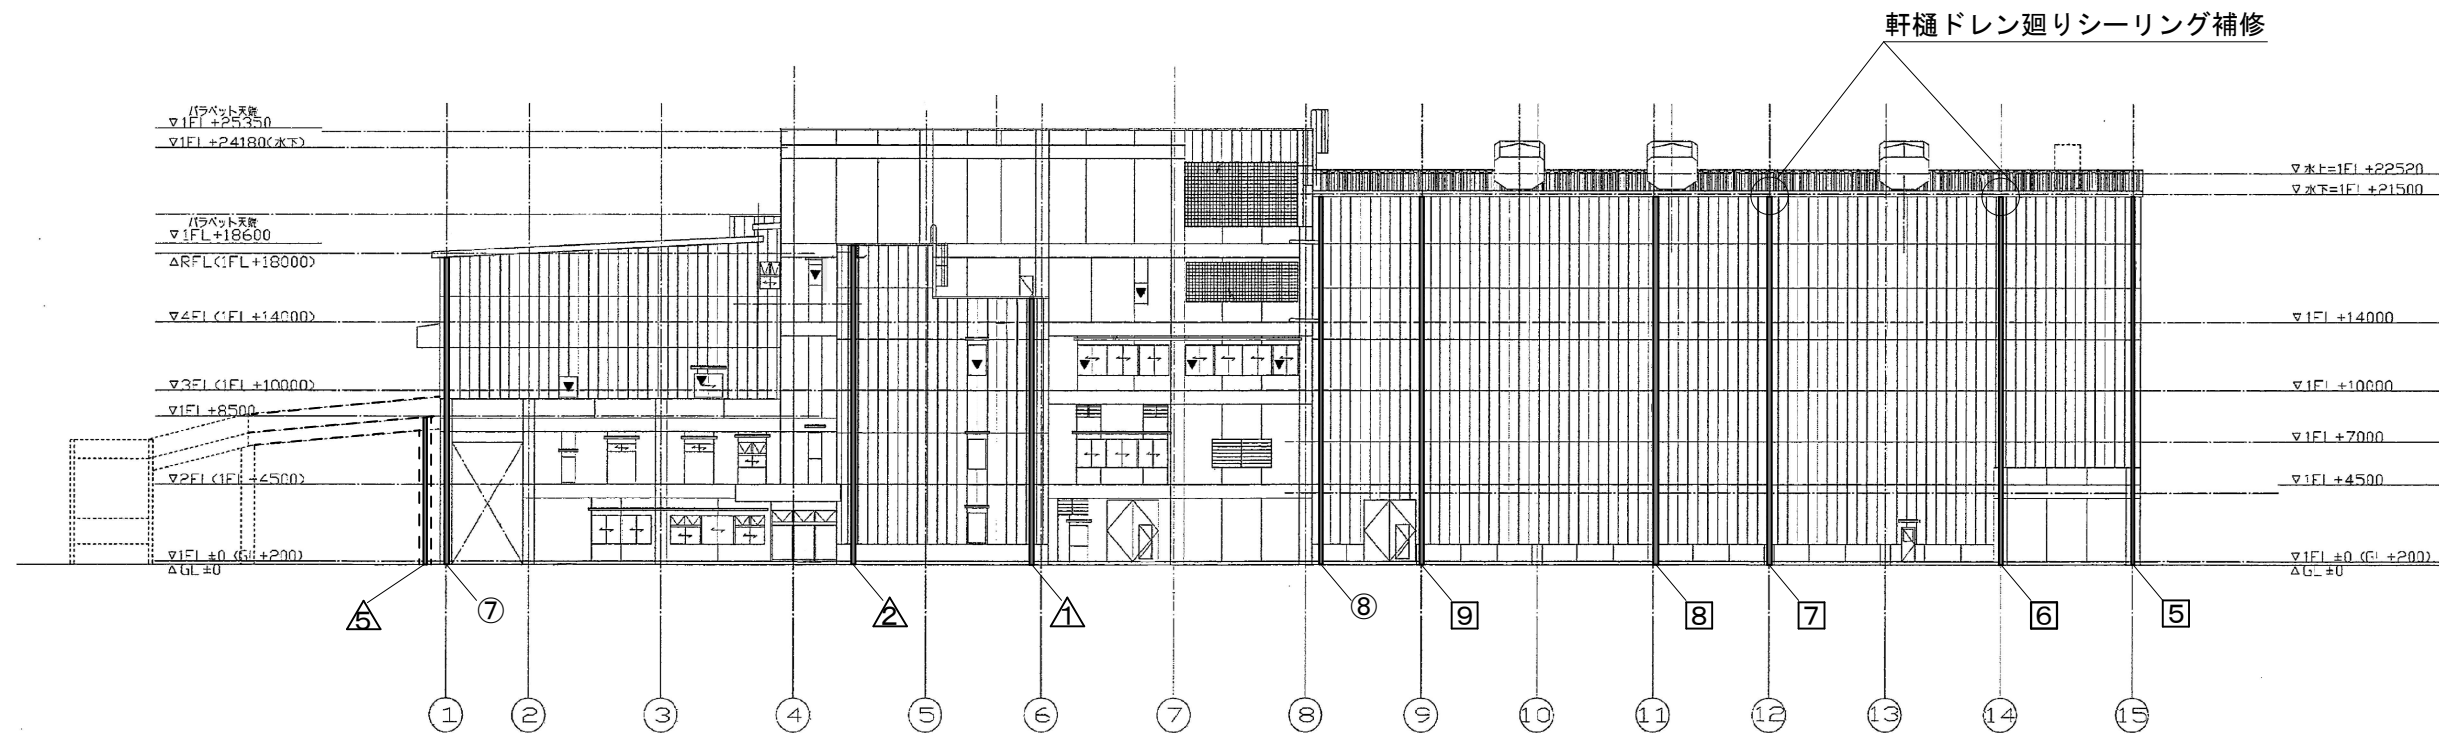 軒樋ドレン廻りシーリング補修
パラペット天端
▽1FL+25350
▽1FL+24180(水下)
▽水上=1FL+22520
▽水下=1FL+21500
パラペット天端
▽1FL+18600
△RFL(1FL+18000)
▽4FL(1FL+14000)
▽1FL+14000
▽3FL(1FL+10000)
▽1FL+10000
▽1FL+8500
▽1FL+7000
▽2FL(1FL+4500)
▽1FL+4500
▽1FL±0 (GL+200)
▽1FL±0 (GL+200)
△GL±0
△GL±0
5 ⑦ 2 1 ⑧ 9 8 7 6 5
① ② ③ ④ ⑤ ⑥ ⑦ ⑧ ⑨ ⑩ ⑪ ⑫ ⑬ ⑭ ⑮